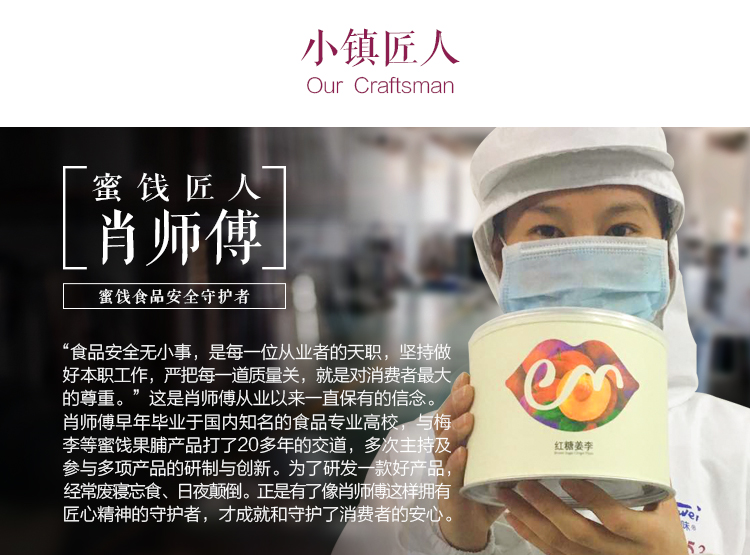 小镇匠人
Our Craftsman
蜜饯匠人
肖师傅
蜜饯食品安全守护者
“食品安全无小事，是每一位从业者的天职，坚持做
好本职工作，严把每一道质量关，就是对消费者最大
的尊重。”这是肖师傅从业以来一直保有的信念。
肖师傅早年毕业于国内知名的食品专业高校，与梅
李等蜜饯果脯产品打了20多年的交道，多次主持及
参与多项产品的研制与创新。为了研发一款好产品，
经常废寝忘食、日夜颠倒。正是有了像肖师傅这样拥有
匠心精神的守护者，才成就和守护了消费者的安心。
em
红糖姜李